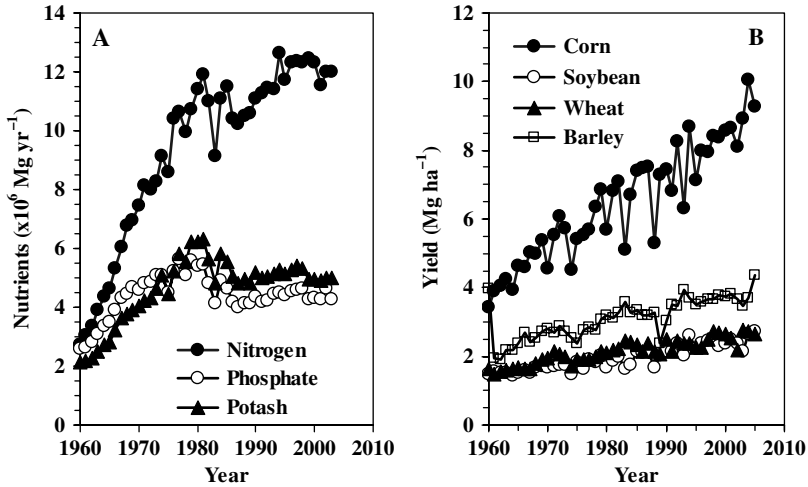 A
Nutrients (x10⁶ Mg yr⁻¹)
14
12
10
8
6
4
2
0
Nitrogen
Phosphate
Potash
1960 1970 1980 1990 2000 2010
Year
B
Yield (Mg ha⁻¹)
12
10
8
6
4
2
0
Corn
Soybean
Wheat
Barley
1960 1970 1980 1990 2000 2010
Year